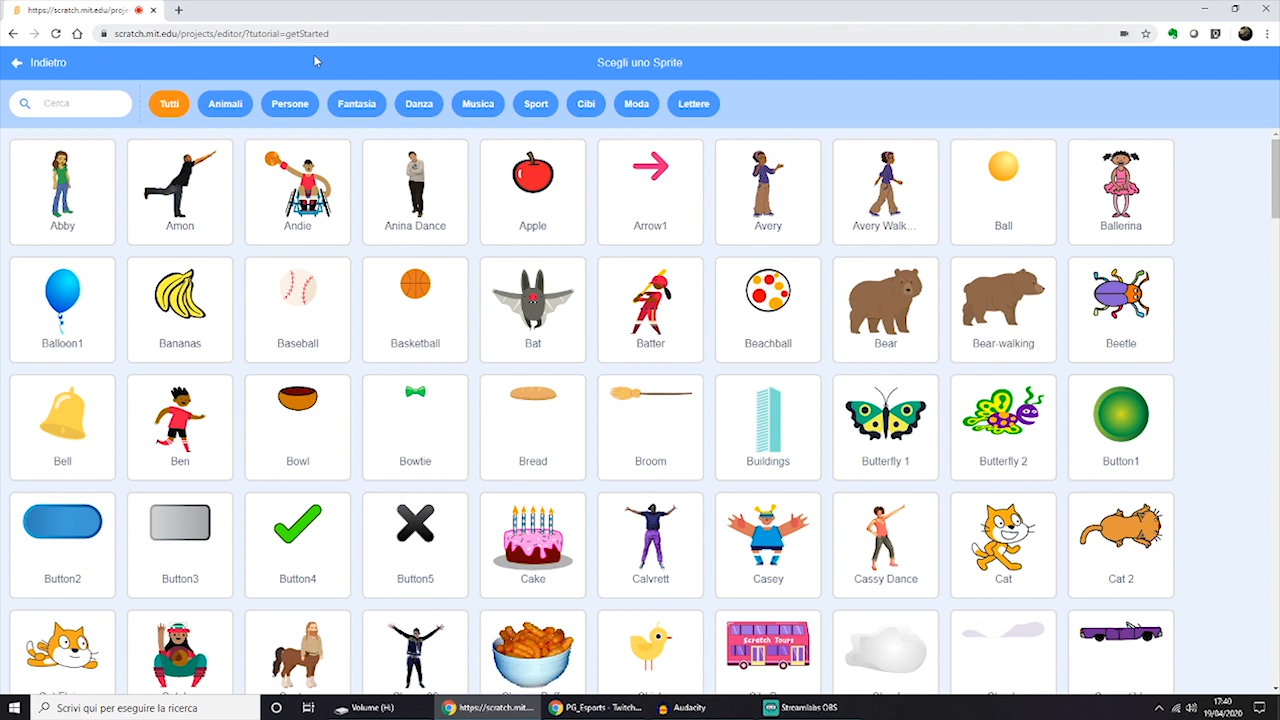 https://scratch.mit.edu/proje
scratch.mit.edu/projects/editor/?tutorial=getStarted
Indietro
Scegli uno Sprite
Cerca
Tutti
Animali
Persone
Fantasia
Danza
Musica
Sport
Cibi
Moda
Lettere
Abby
Amon
Andie
Anina Dance
Apple
Arrow1
Avery
Avery Walk...
Ball
Ballerina
Balloon1
Bananas
Baseball
Basketball
Bat
Batter
Beachball
Bear
Bear-walking
Beetle
Bell
Ben
Bowl
Bowtie
Bread
Broom
Buildings
Butterfly 1
Butterfly 2
Button1
Button2
Button3
Button4
Button5
Cake
Calvrett
Casey
Cassy Dance
Cat
Cat 2
Scratch Tours
Scrivi qui per eseguire la ricerca
Volume (H:)
https://scratch.mit....
PG_Esports - Twitch...
Audacity
Streamlabs OBS
17:40
19/04/2020